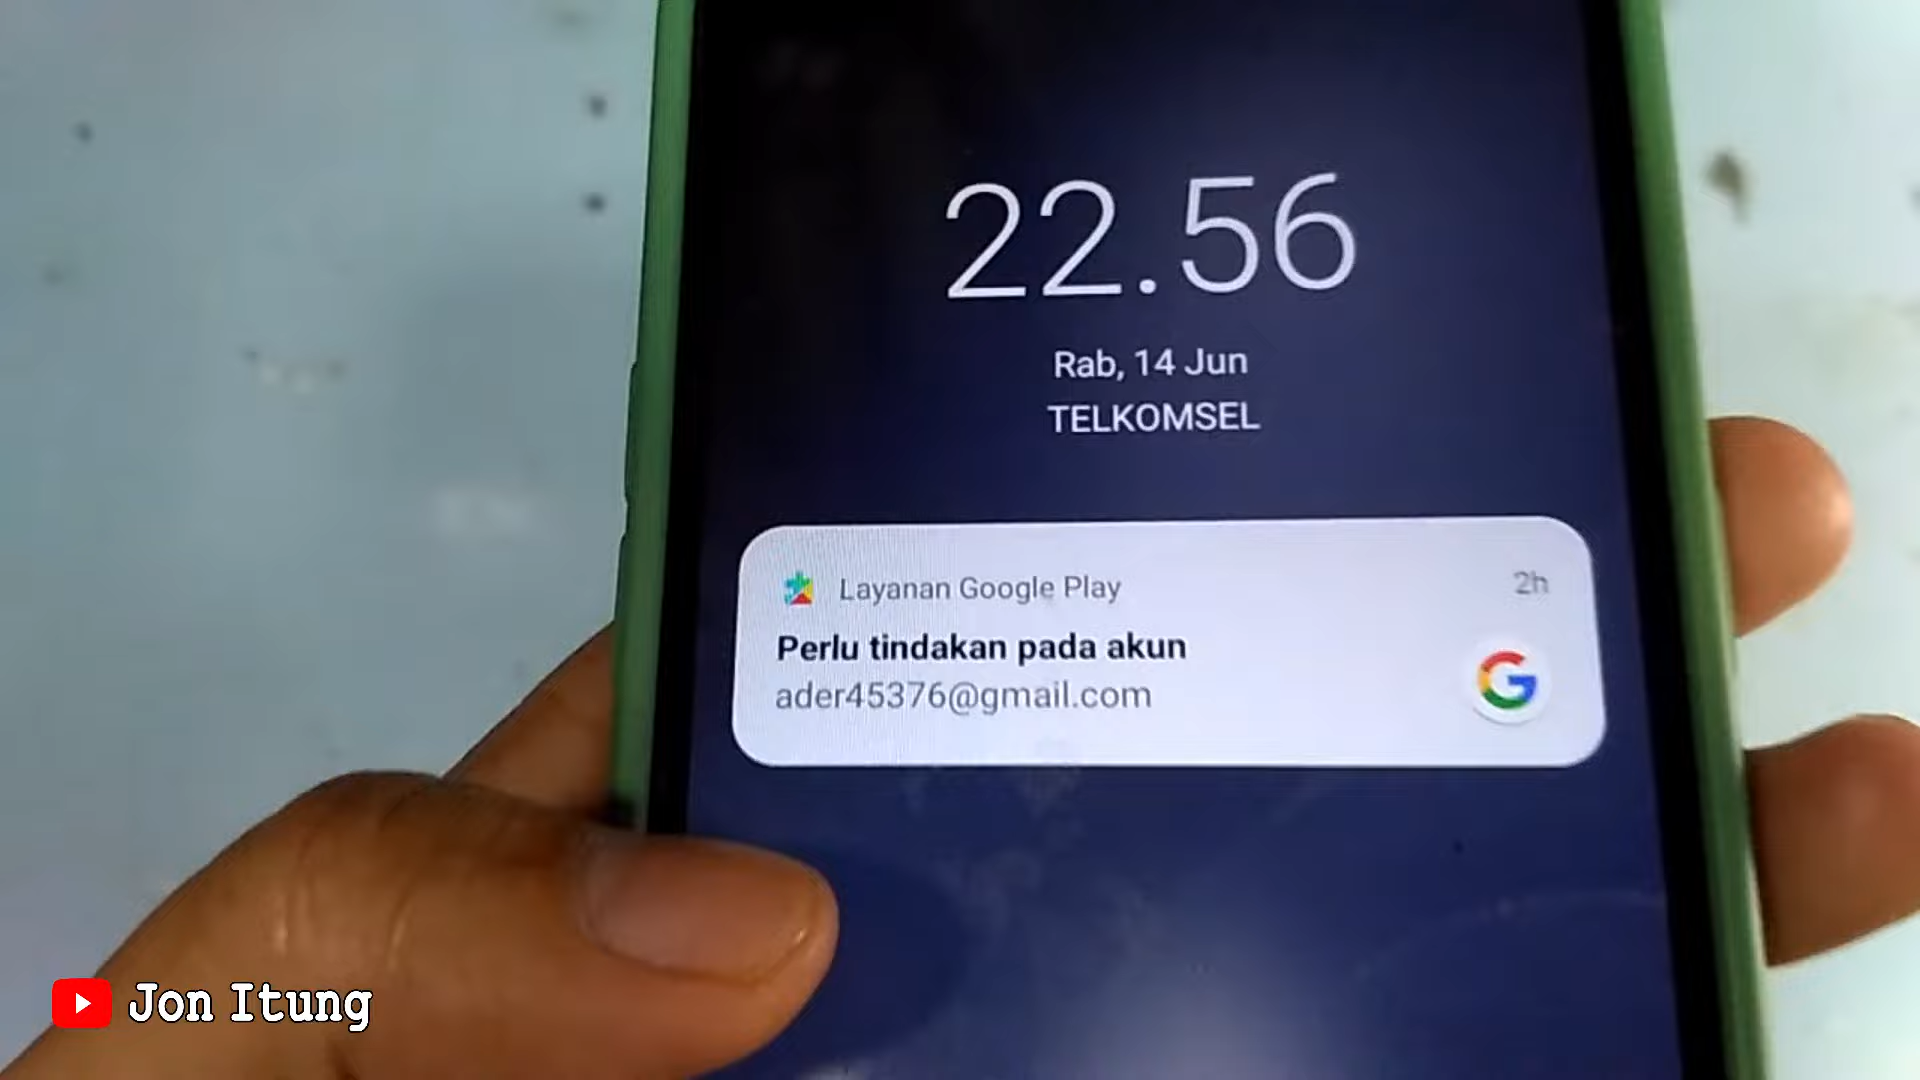 22.56
Rab, 14 Jun
TELKOMSEL
Layanan Google Play 2h
Perlu tindakan pada akun
ader45376@gmail.com
Jon Itung